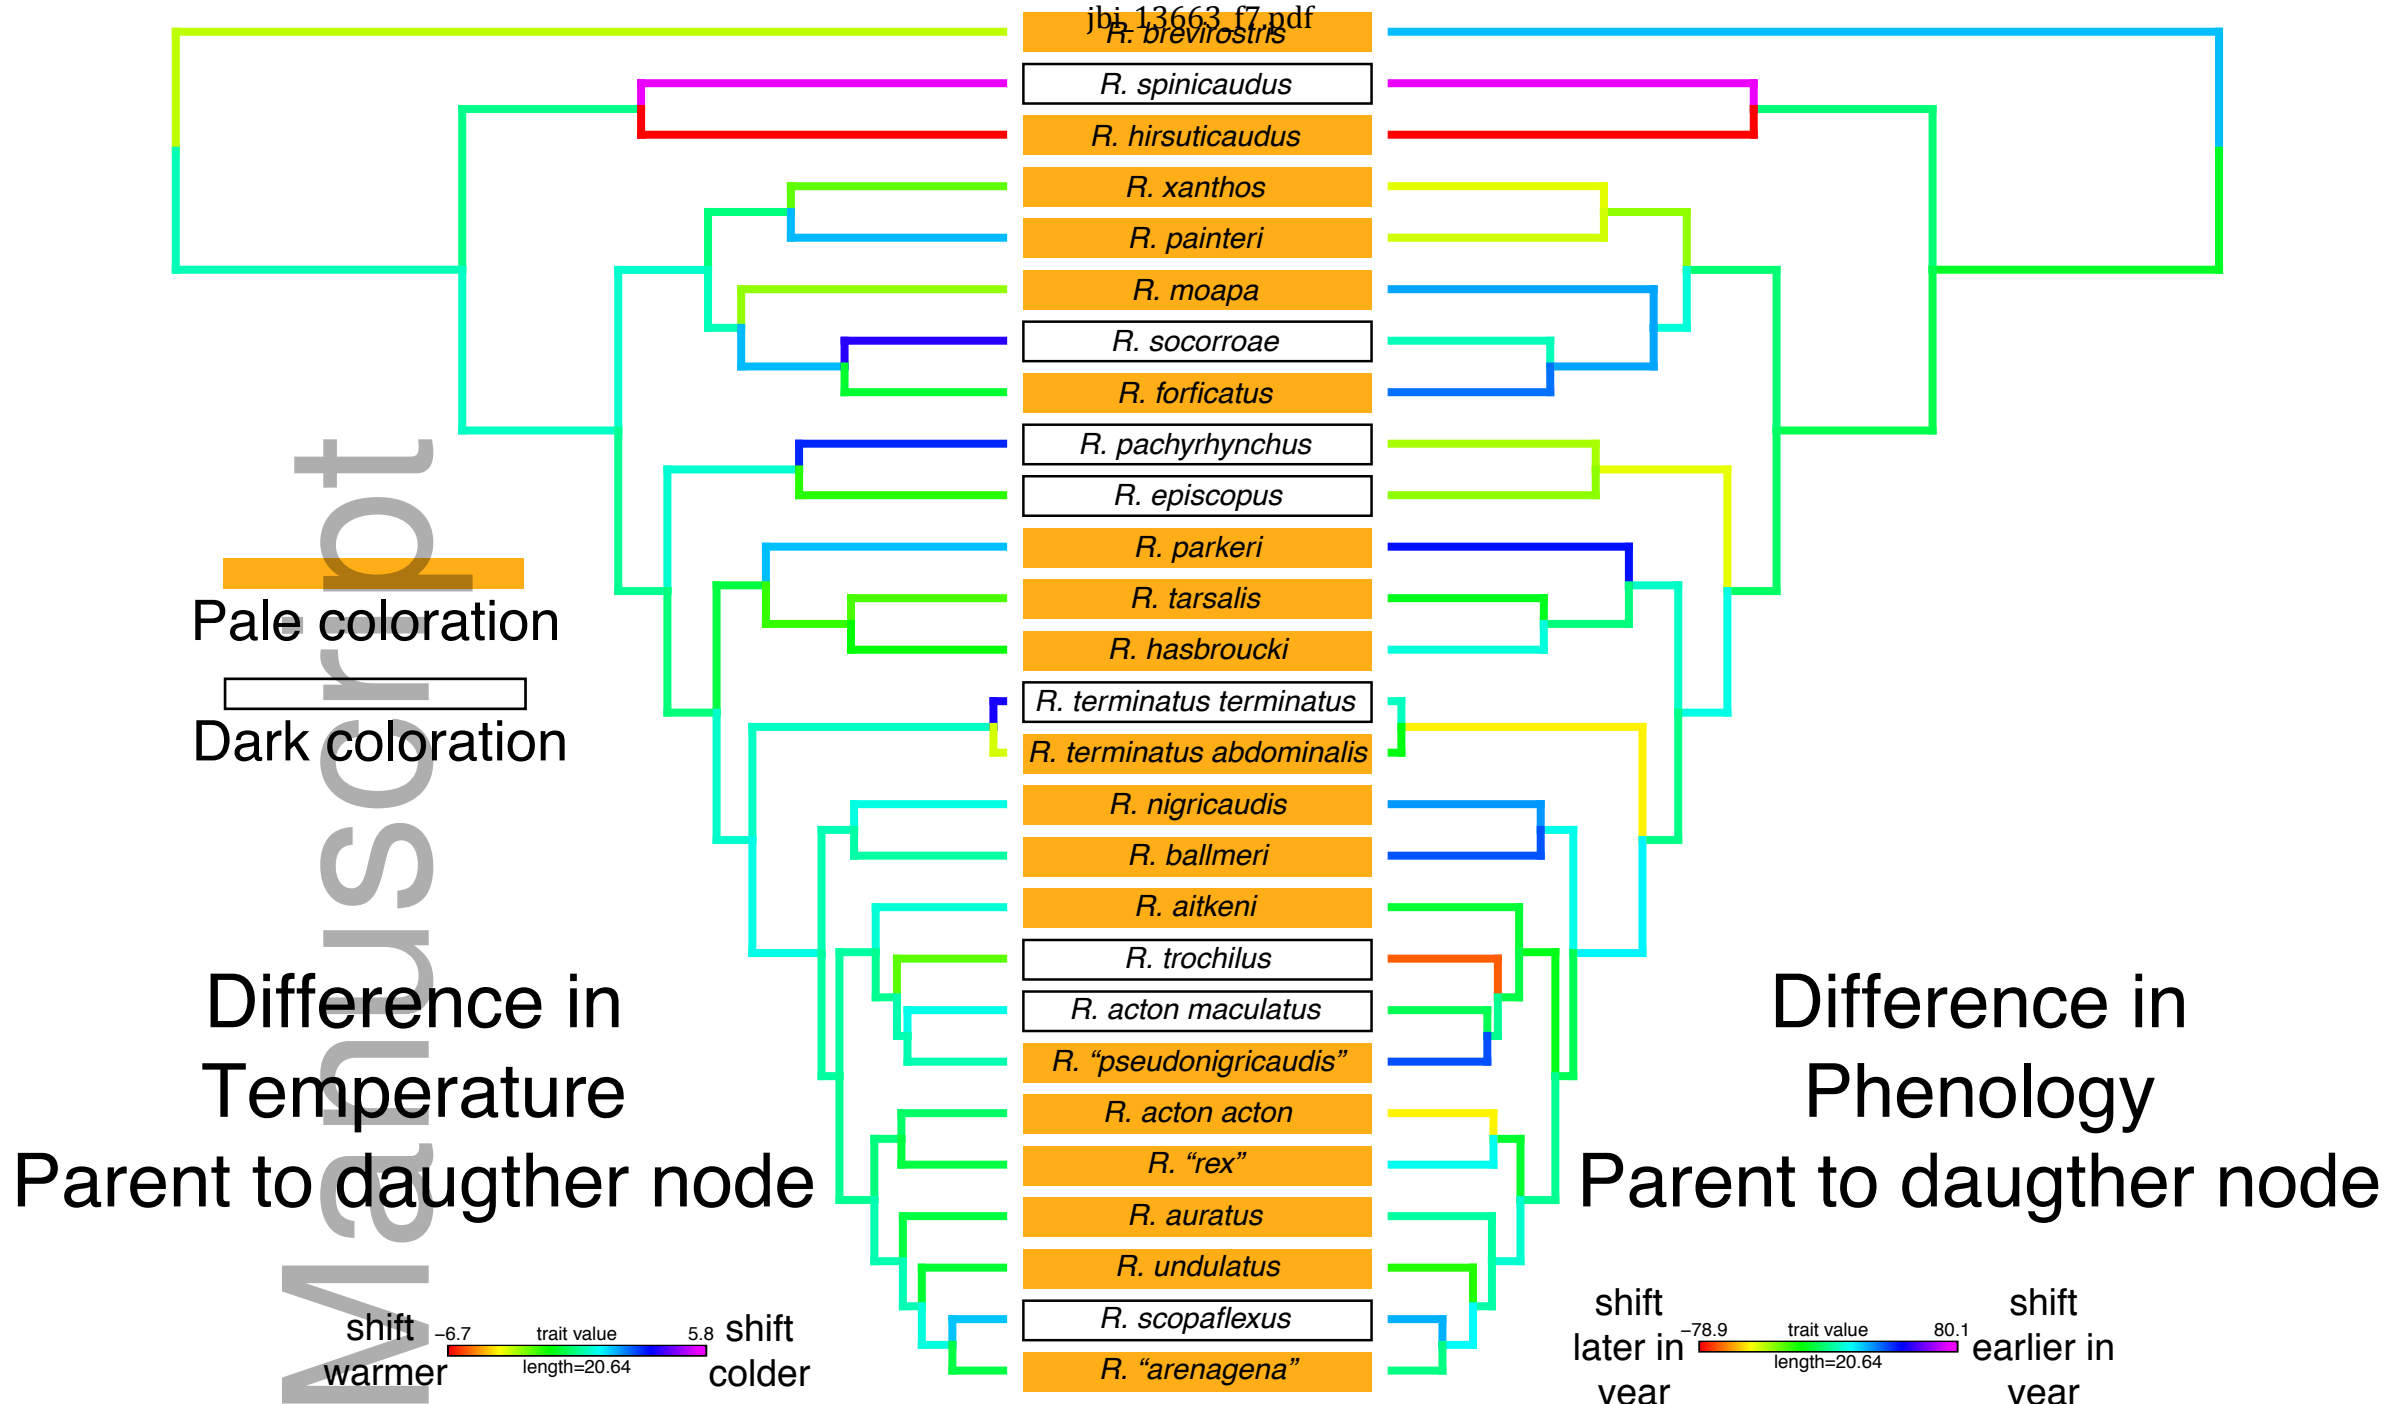 jbi_13663_f7.pdf
R. brevirostris
R. spinicaudus
R. hirsuticaudus
R. xanthos
R. painteri
R. moapa
R. socorroae
R. forficatus
R. pachyrhynchus
R. episcopus
R. parkeri
R. tarsalis
R. hasbroucki
R. terminatus terminatus
R. terminatus abdominalis
R. nigricaudis
R. ballmeri
R. aitkeni
R. trochilus
R. acton maculatus
R. “pseudonigricaudis”
R. acton acton
R. “rex”
R. auratus
R. undulatus
R. scopaflexus
R. “arenagena”
Pale coloration
Dark coloration
Manuscript
Difference in
Temperature
Parent to daugther node
shift
warmer
−6.7
trait value
5.8
length=20.64
shift
colder
Difference in
Phenology
Parent to daugther node
shift
later in
year
−78.9
trait value
80.1
length=20.64
shift
earlier in
year